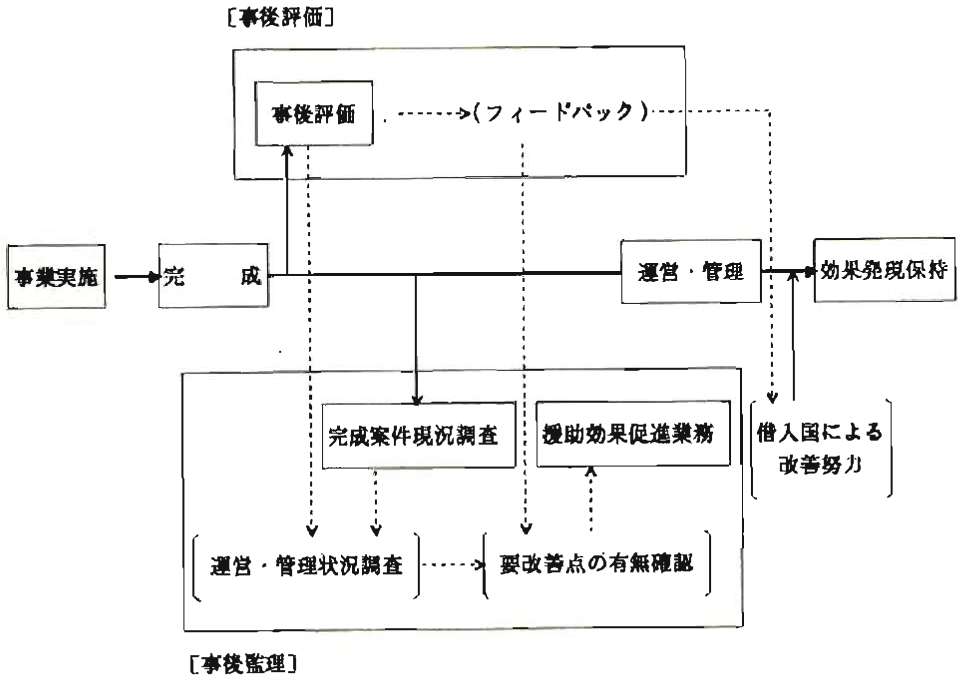 ［事後評価］
事後評価
(フィードバック)
事業実施
完　　成
運営・管理
効果発現保持
完成案件現況調査
援助効果促進業務
借入国による
改善努力
運営・管理状況調査
要改善点の有無確認
［事後監理］